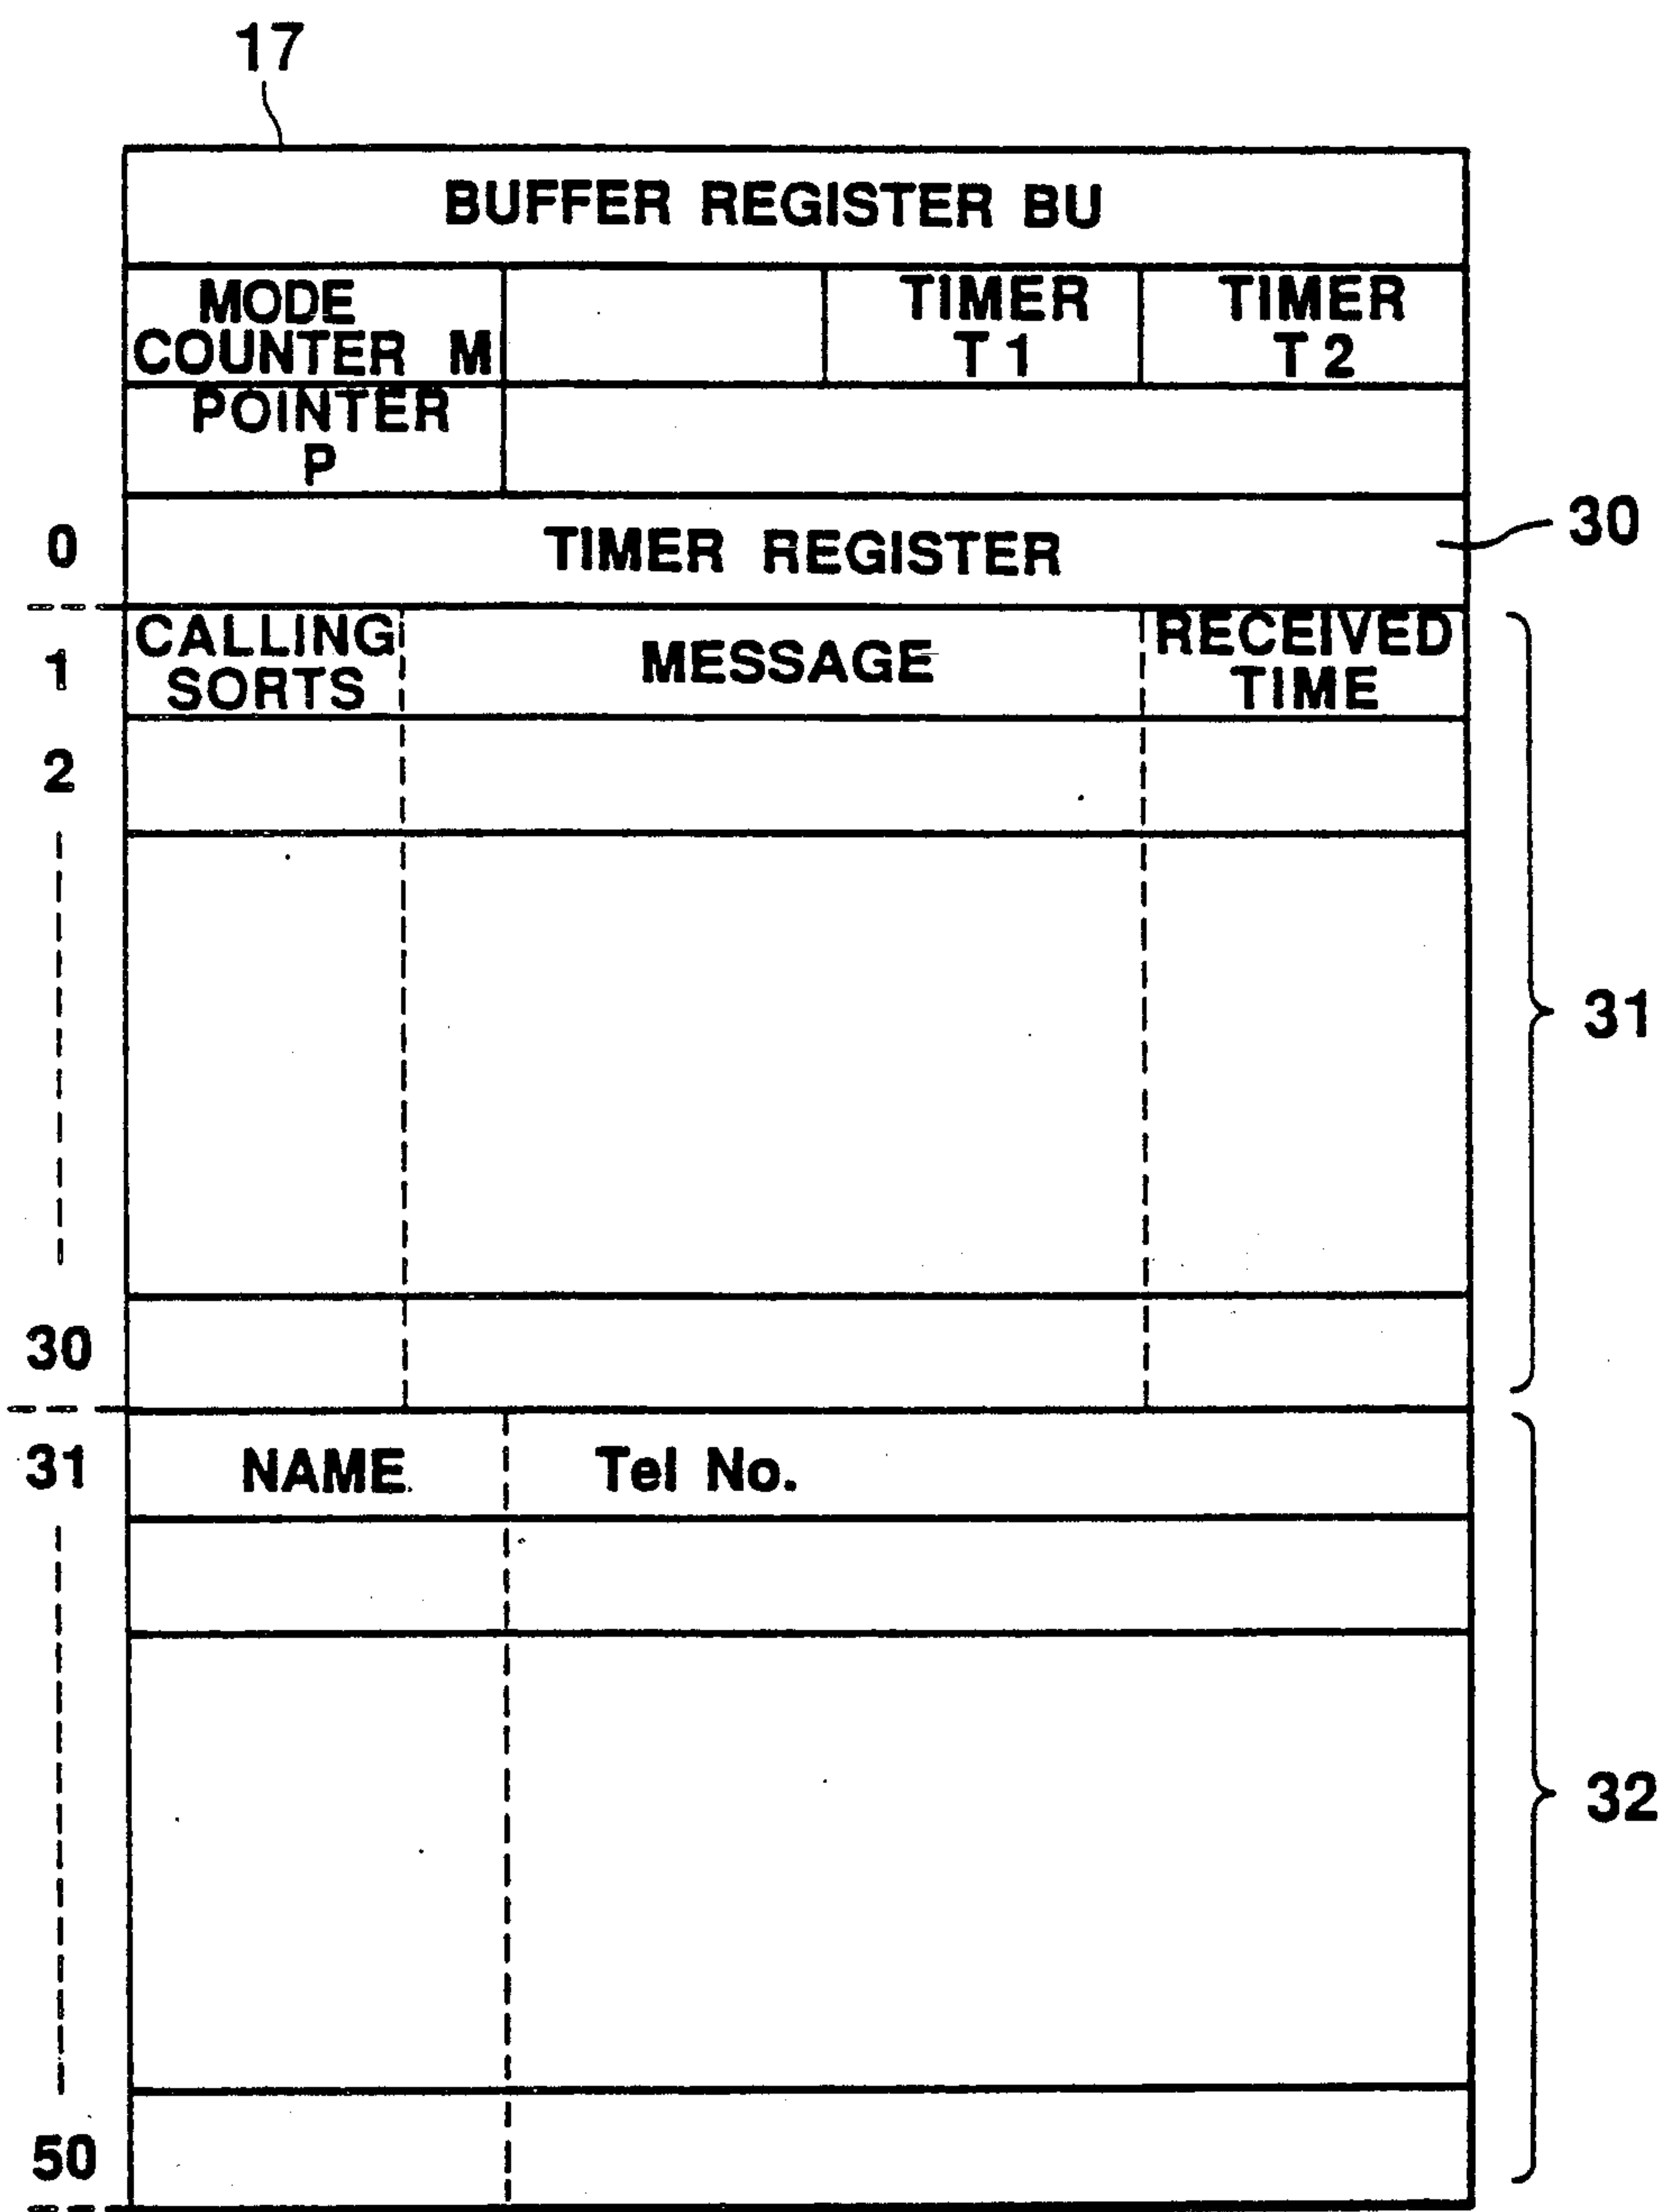 17
BUFFER REGISTER BU
MODE
COUNTER M
TIMER
T1
TIMER
T2
POINTER
P
0
TIMER REGISTER
30
1
CALLING
SORTS
MESSAGE
RECEIVED
TIME
2
31
30
31
NAME
Tel No.
32
50